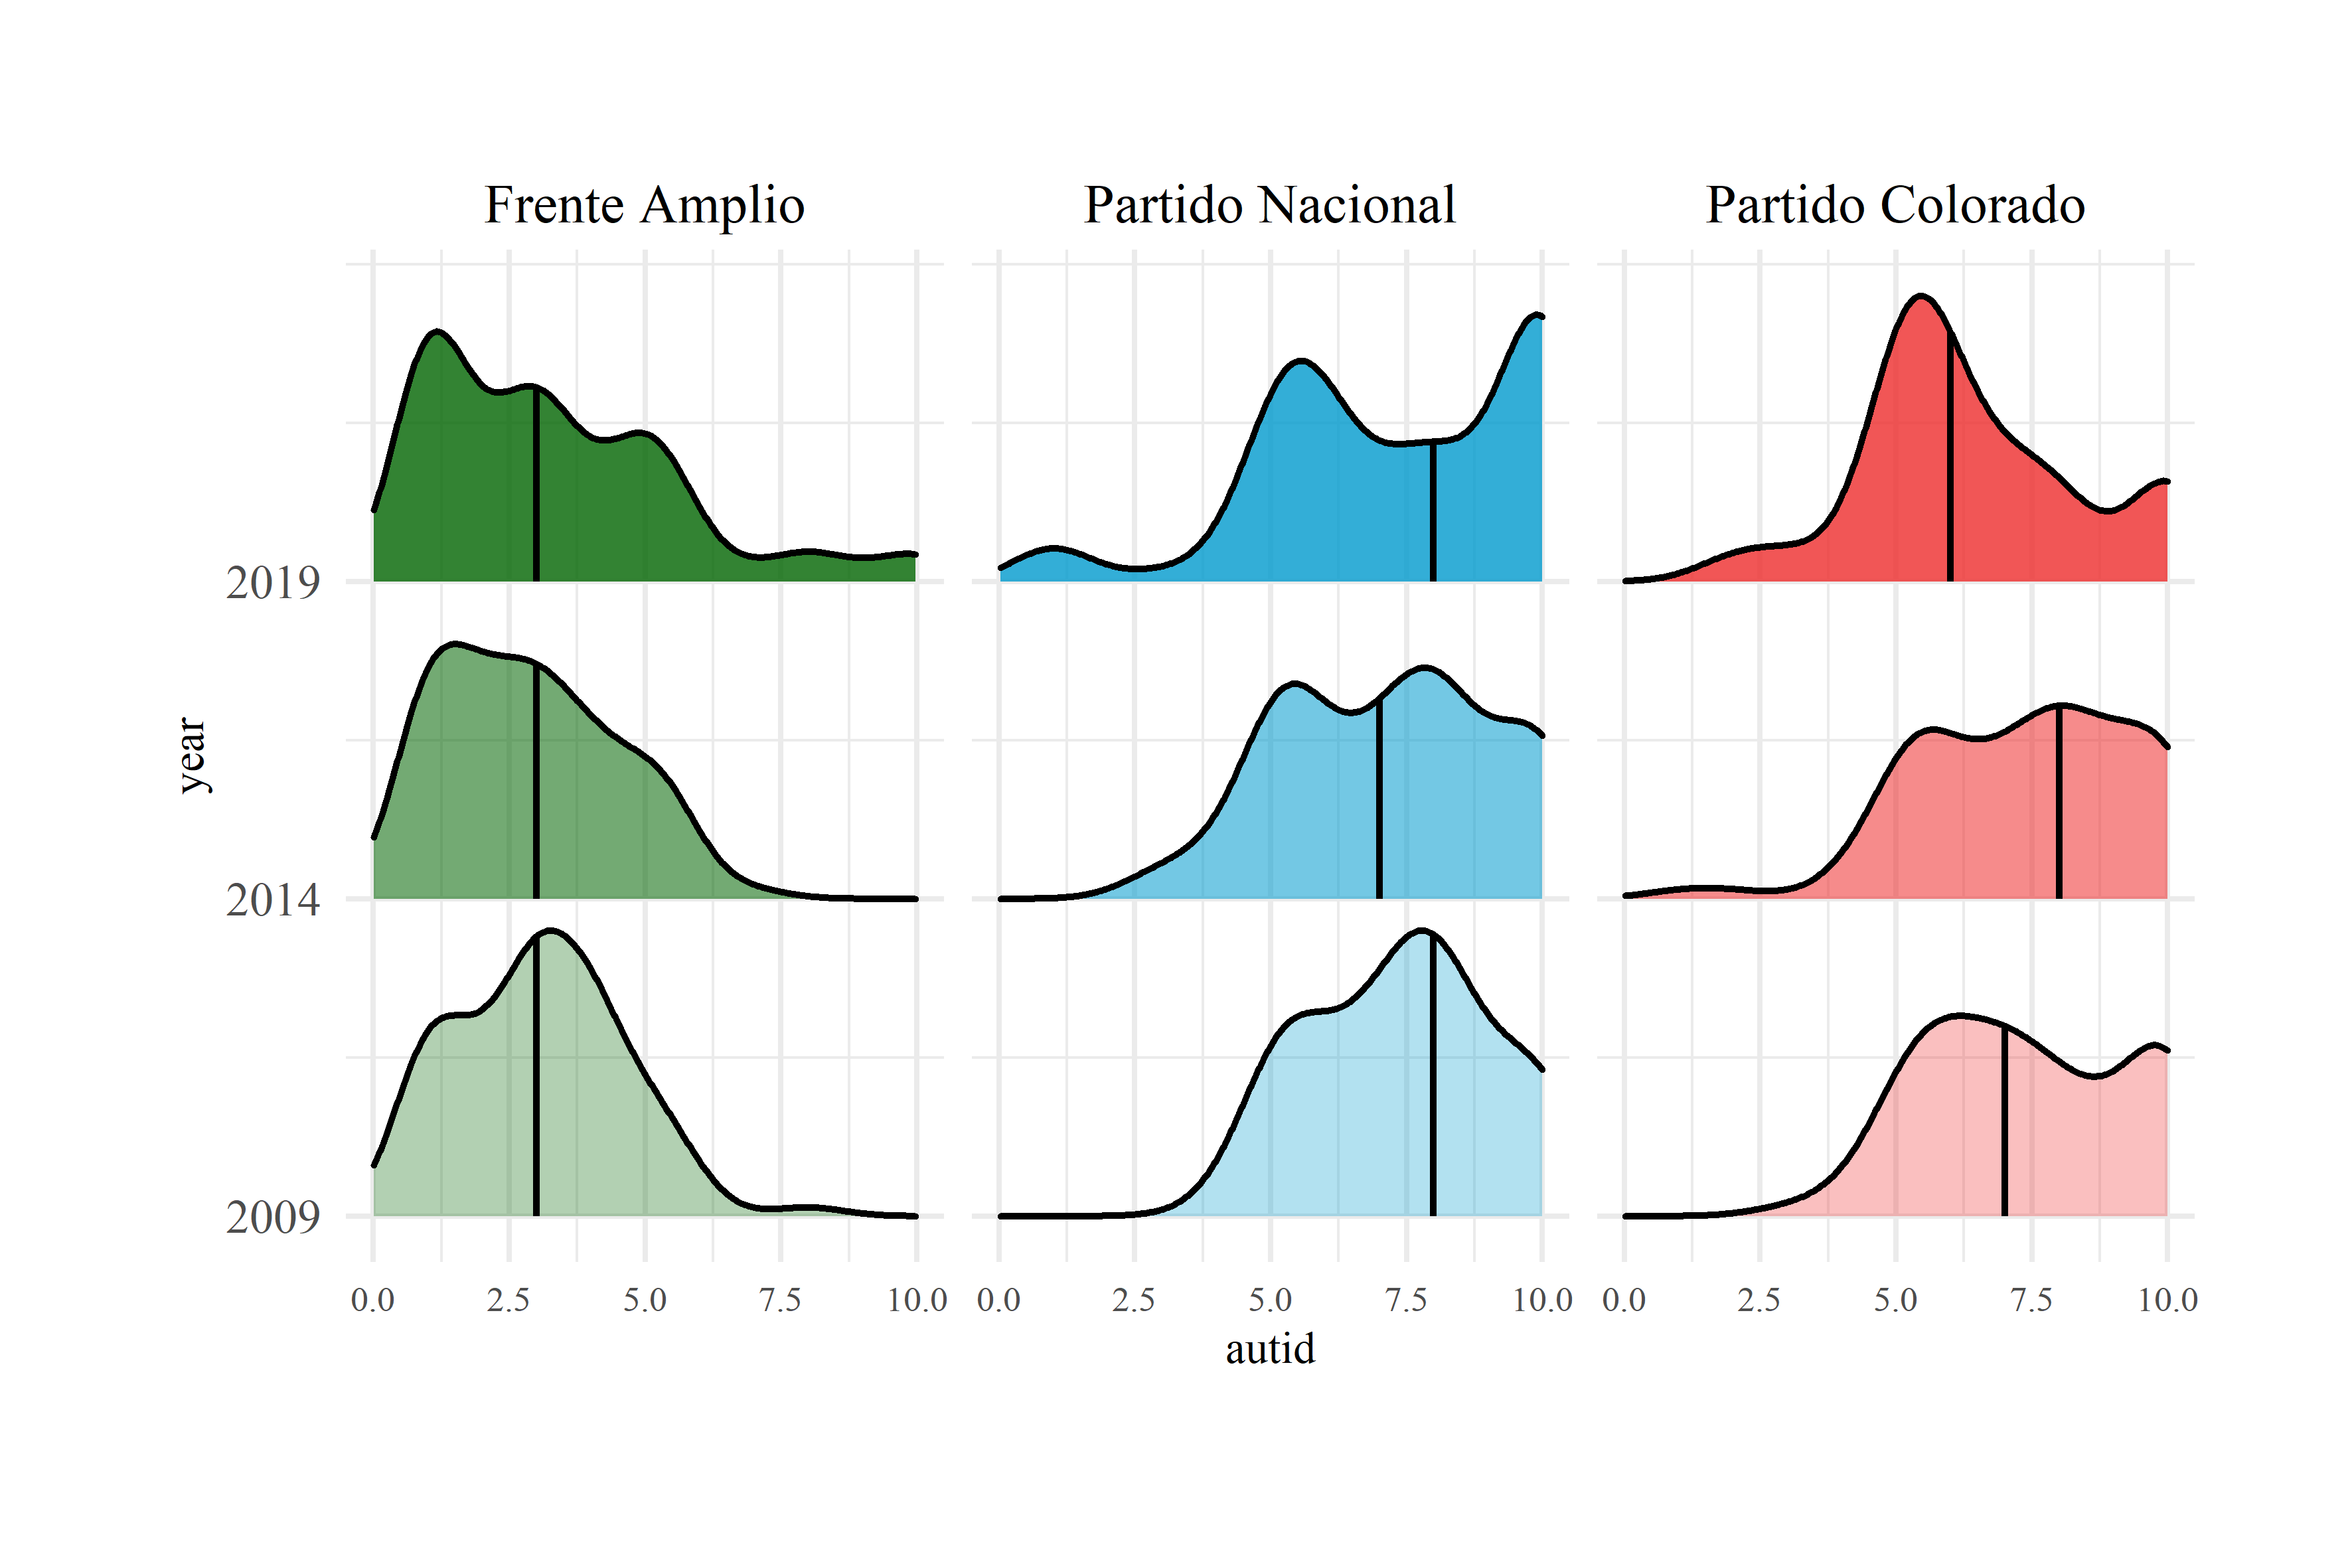 Frente Amplio Partido Nacional Partido Colorado
year
2019
2014
2009
0.0 2.5 5.0 7.5 10.0 0.0 2.5 5.0 7.5 10.0 0.0 2.5 5.0 7.5 10.0
autid